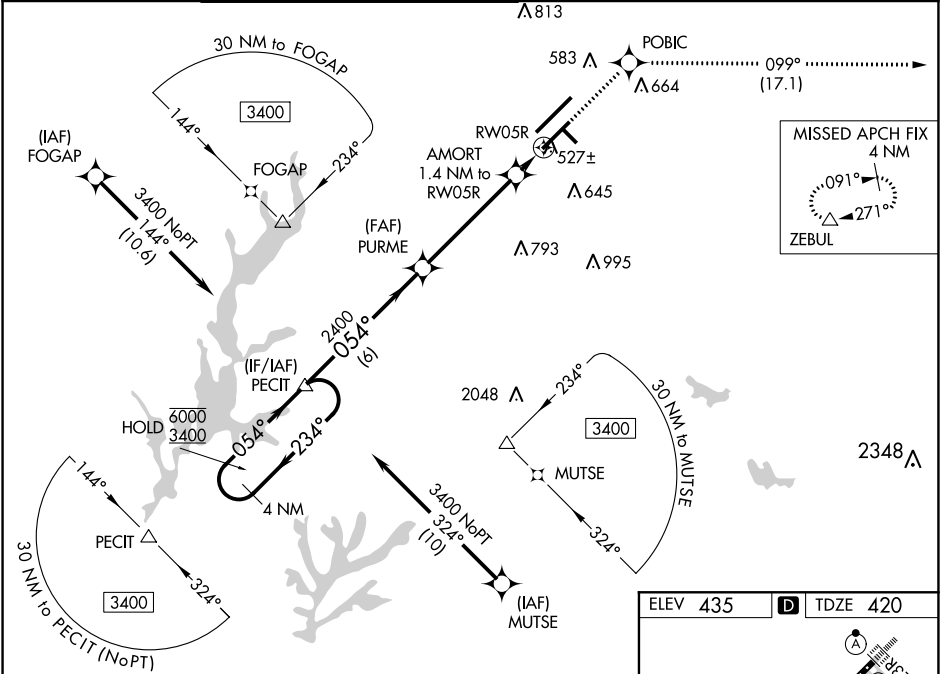 813
30 NM to FOGAP
583
POBIC
099°
(17.1)
664
3400
144°
234°
(IAF)
FOGAP
FOGAP
RW05R
527±
AMORT
1.4 NM to
RW05R
MISSED APCH FIX
4 NM
091°
271°
ZEBUL
3400 NoPT
144°
(10.6)
645
(FAF)
PURME
793
995
2400
054°
(6)
(IF/IAF)
PECIT
HOLD
6000
3400
054°
234°
4 NM
2048
234°
30 NM to MUTSE
3400
MUTSE
324°
2348
144°
PECIT
324°
3400
30 NM to PECIT (NoPT)
3400 NoPT
324°
(10)
(IAF)
MUTSE
ELEV 435
D
TDZE 420
A